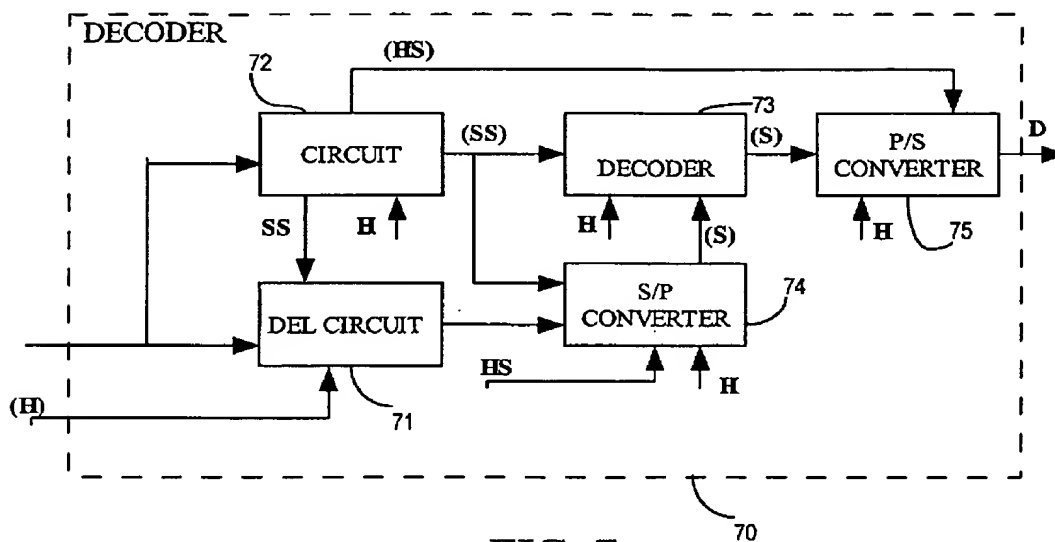 DECODER
(HS)
72
73
(SS)
(S)
D
CIRCUIT
DECODER
P/S
CONVERTER
SS
H
H
(S)
H
75
DEL CIRCUIT
S/P
CONVERTER
74
HS
H
(H)
71
70